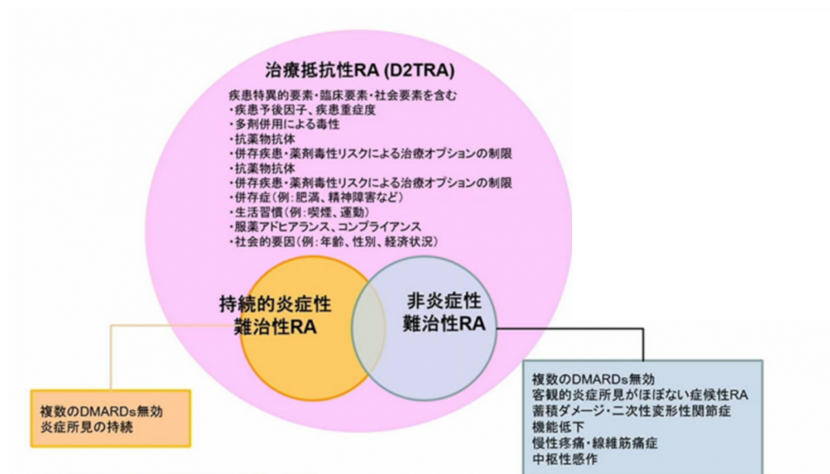 治療抵抗性RA (D2TRA)
疾患特異的要素・臨床要素・社会要素を含む
・疾患予後因子、疾患重症度
・多剤併用による毒性
・抗薬物抗体
・併存疾患・薬剤毒性リスクによる治療オプションの制限
・抗薬物抗体
・併存疾患・薬剤毒性リスクによる治療オプションの制限
・併存症(例:肥満、精神障害など)
・生活習慣(例:喫煙、運動)
・服薬アドヒアランス、コンプライアンス
・社会的要因(例:年齢、性別、経済状況)
持続的炎症性
難治性RA
非炎症性
難治性RA
複数のDMARDs無効
炎症所見の持続
複数のDMARDs無効
客観的炎症所見がほぼない症候性RA
蓄積ダメージ・二次性変形性関節症
機能低下
慢性疼痛・線維筋痛症
中枢性感作